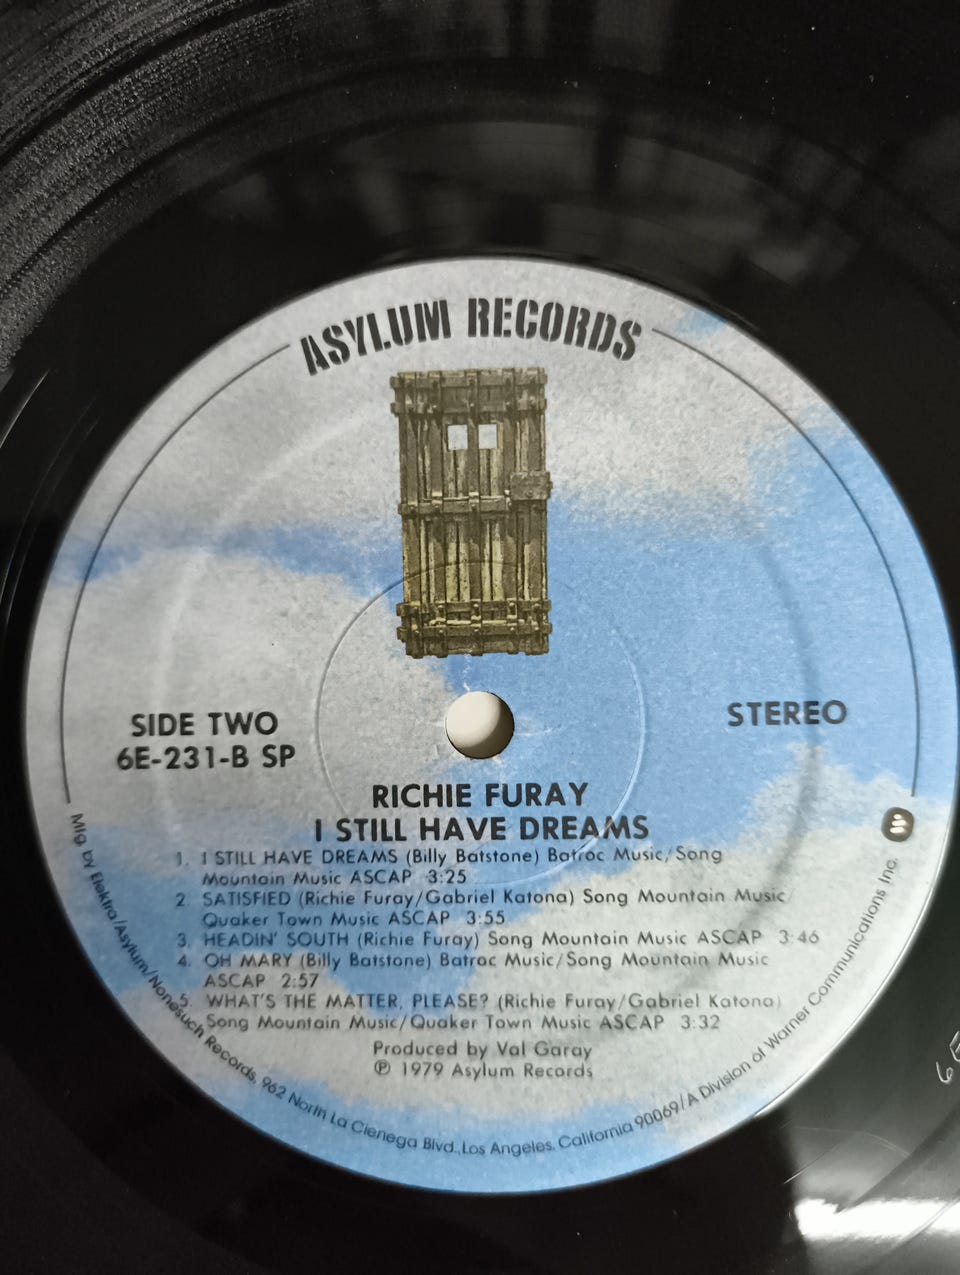 ASYLUM RECORDS
SIDE TWO
6E-231-B SP
STEREO
RICHIE FURAY
I STILL HAVE DREAMS
1. I STILL HAVE DREAMS (Billy Batstone) Batroc Music/Song
Mountain Music ASCAP 3:25
2. SATISFIED (Richie Furay/Gabriel Katona) Song Mountain Music/
Quaker Town Music ASCAP 3:55
3. HEADIN' SOUTH (Richie Furay) Song Mountain Music ASCAP 3:46
4. OH MARY (Billy Batstone) Batroc Music/Song Mountain Music
ASCAP 2:57
5. WHAT'S THE MATTER, PLEASE? (Richie Furay/Gabriel Katona)
Song Mountain Music/Quaker Town Music ASCAP 3:32
Produced by Val Garay
℗ 1979 Asylum Records
Mfg. by Elektra/Asylum/Nonesuch Records, 962 North La Cienega Blvd., Los Angeles, California 90069/A Division of Warner Communications Inc.